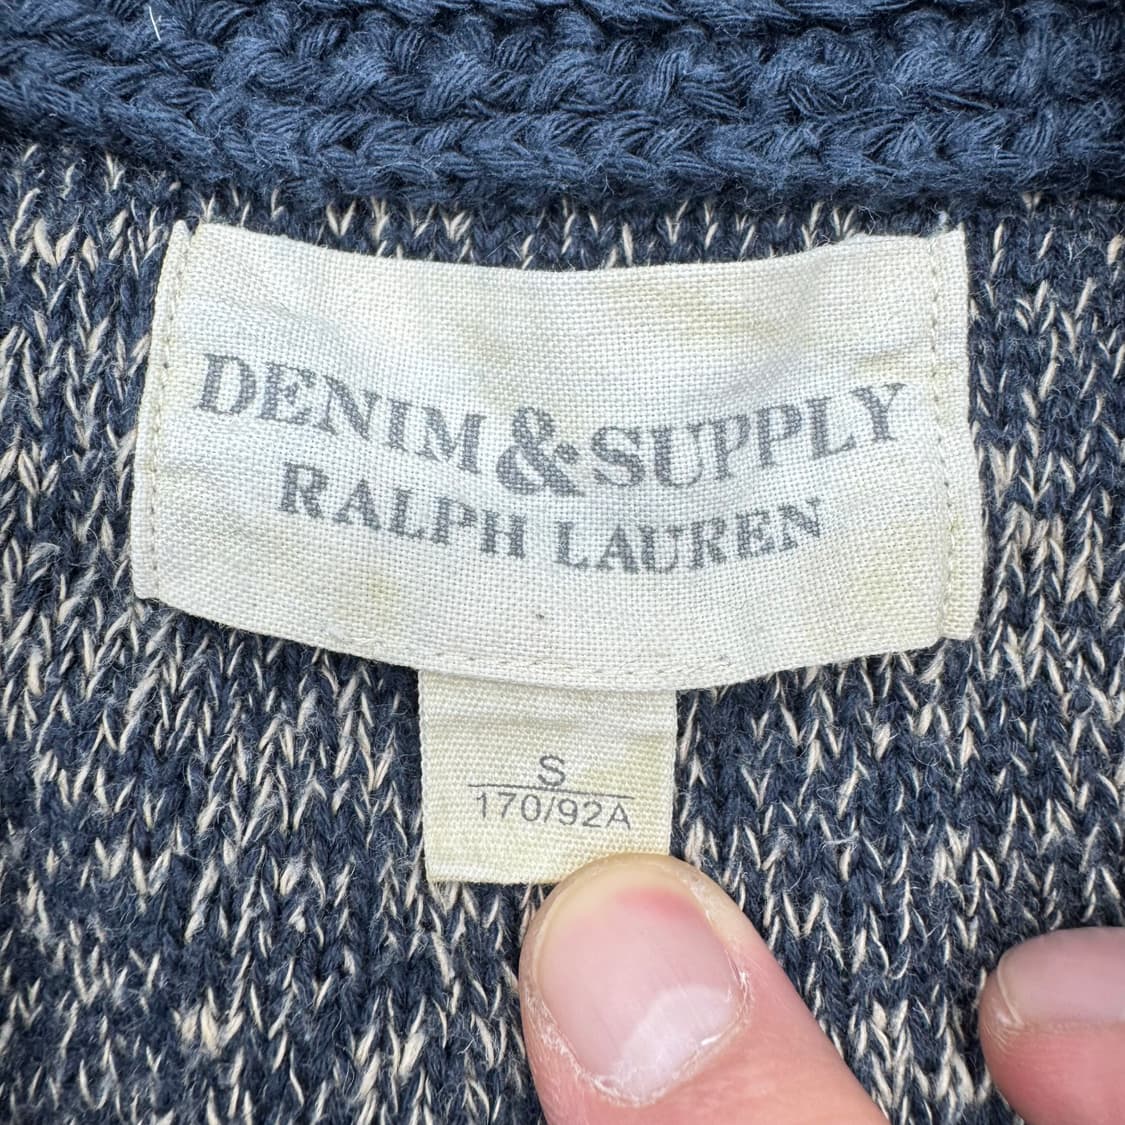 DENIM & SUPPLY
RALPH LAUREN
S
170/92A